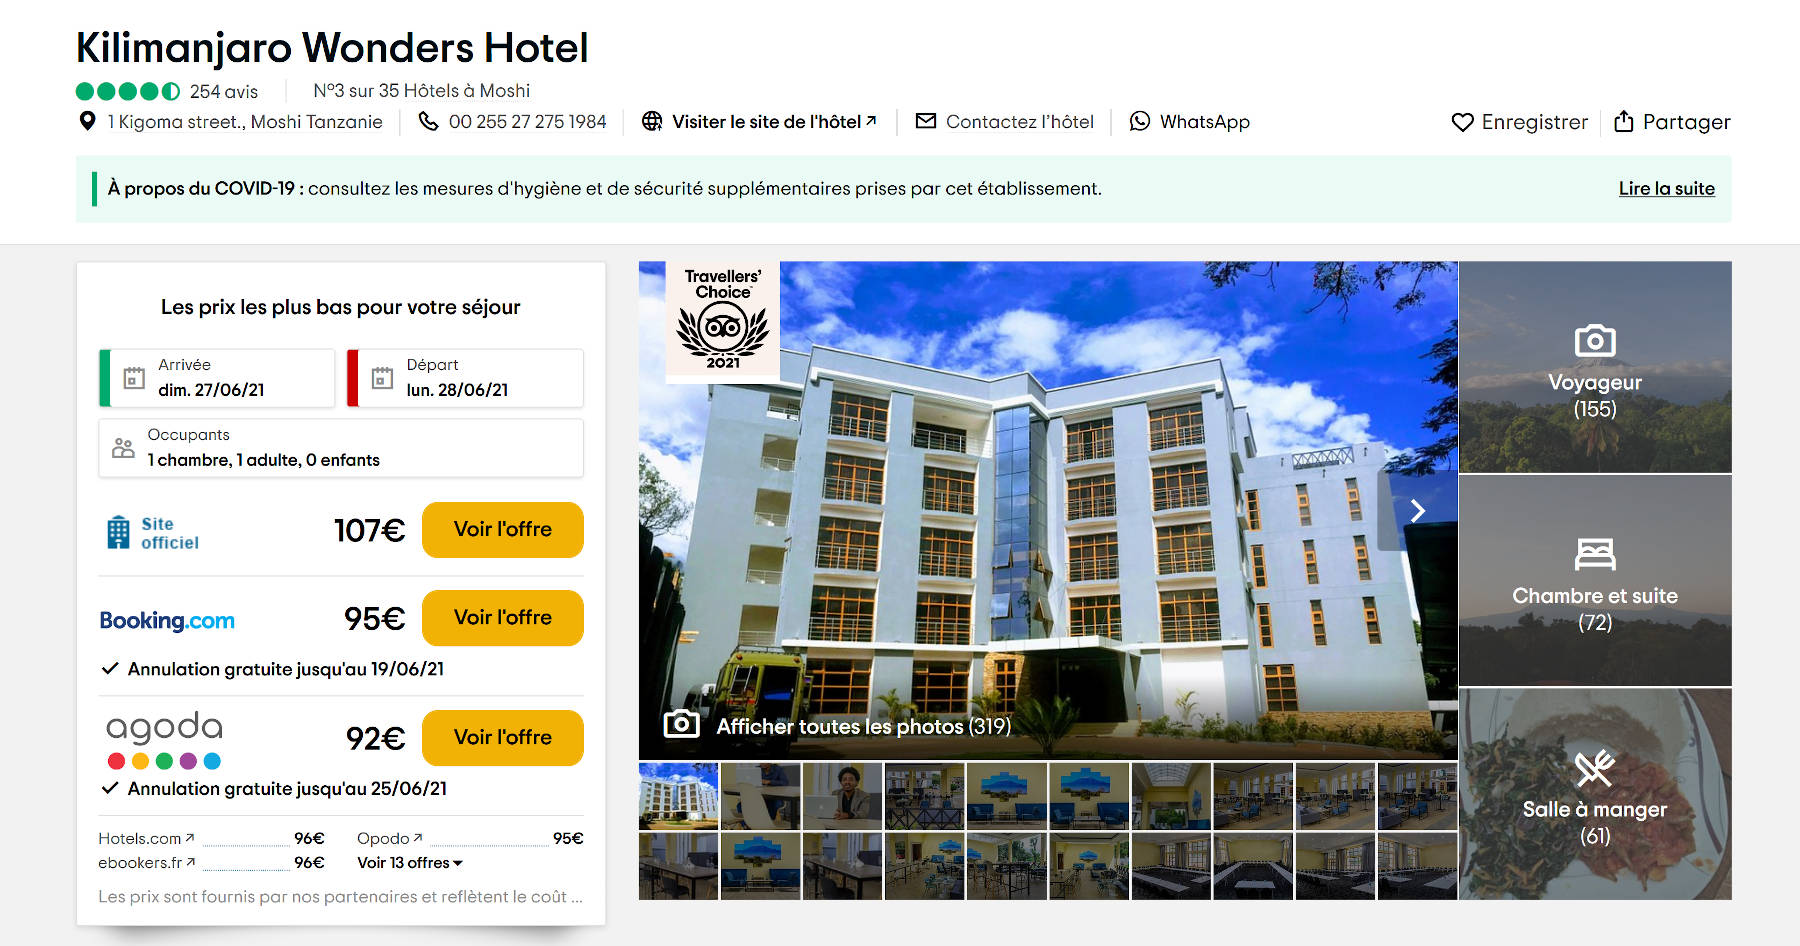 Kilimanjaro Wonders Hotel
254 avis
N°3 sur 35 Hôtels à Moshi
1 Kigoma street., Moshi Tanzanie
00 255 27 275 1984
Visiter le site de l'hôtel
Contactez l'hôtel
WhatsApp
Enregistrer
Partager
À propos du COVID-19 : consultez les mesures d'hygiène et de sécurité supplémentaires prises par cet établissement.
Lire la suite
Les prix les plus bas pour votre séjour
Arrivée
dim. 27/06/21
Départ
lun. 28/06/21
Occupants
1 chambre, 1 adulte, 0 enfants
Site
officiel
107€
Voir l'offre
Booking.com
95€
Voir l'offre
Annulation gratuite jusqu'au 19/06/21
agoda
92€
Voir l'offre
Annulation gratuite jusqu'au 25/06/21
Hotels.com 96€
Opodo 95€
ebookers.fr 96€
Voir 13 offres
Les prix sont fournis par nos partenaires et reflètent le coût ...
Travellers'
Choice
2021
Afficher toutes les photos (319)
Voyageur
(155)
Chambre et suite
(72)
Salle à manger
(61)